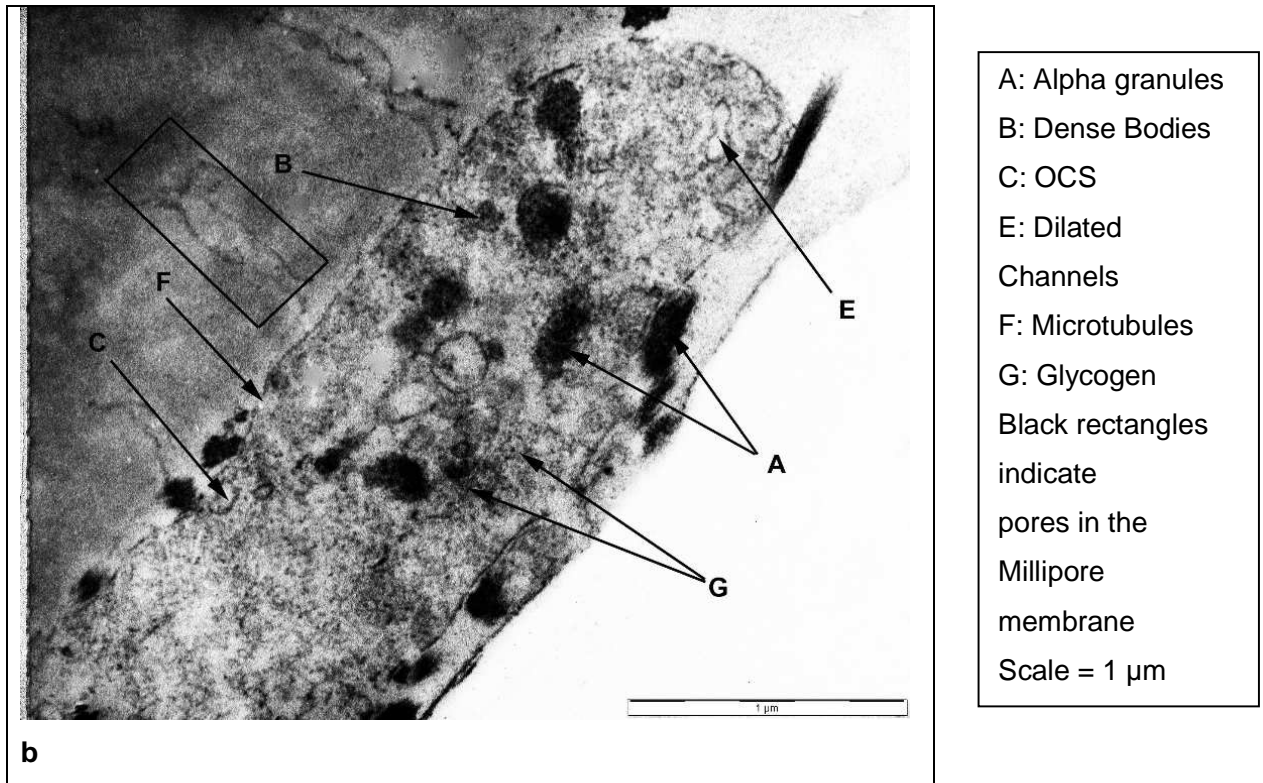 B
F
C
E
A
G
1 µm
b
A: Alpha granules
B: Dense Bodies
C: OCS
E: Dilated
Channels
F: Microtubules
G: Glycogen
Black rectangles
indicate
pores in the
Millipore
membrane
Scale = 1 µm